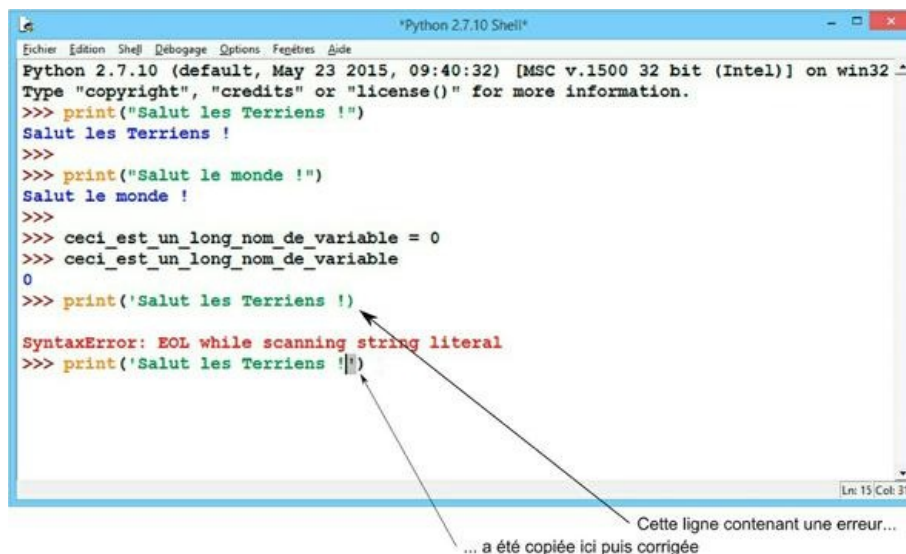 *Python 2.7.10 Shell*
Fichier Edition Shell Débogage Options Fenêtres Aide
Python 2.7.10 (default, May 23 2015, 09:40:32) [MSC v.1500 32 bit (Intel)] on win32
Type "copyright", "credits" or "license()" for more information.
>>> print("Salut les Terriens !")
Salut les Terriens !
>>>
>>> print("Salut le monde !")
Salut le monde !
>>>
>>> ceci_est_un_long_nom_de_variable = 0
>>> ceci_est_un_long_nom_de_variable
0
>>> print('Salut les Terriens !)
SyntaxError: EOL while scanning string literal
>>> print('Salut les Terriens !')
Ln: 15 Col: 31
Cette ligne contenant une erreur...
... a été copiée ici puis corrigée